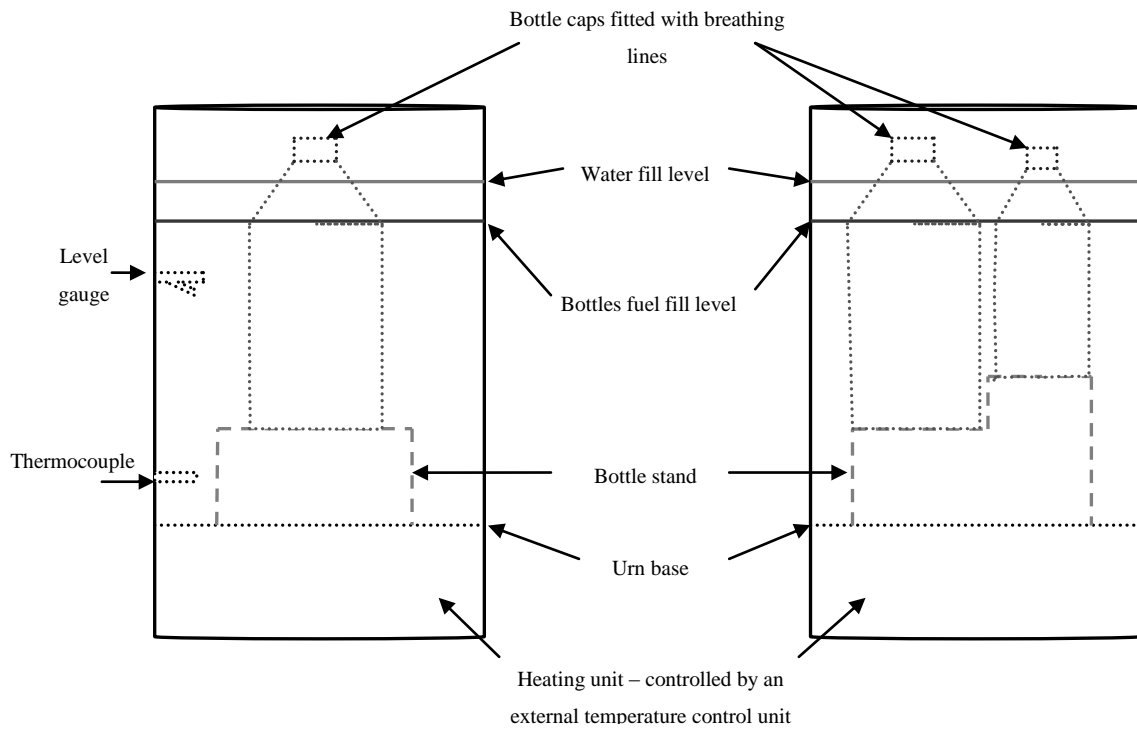 Bottle caps fitted with breathing
lines
Water fill level
Level
gauge
Bottles fuel fill level
Thermocouple
Bottle stand
Urn base
Heating unit – controlled by an
external temperature control unit